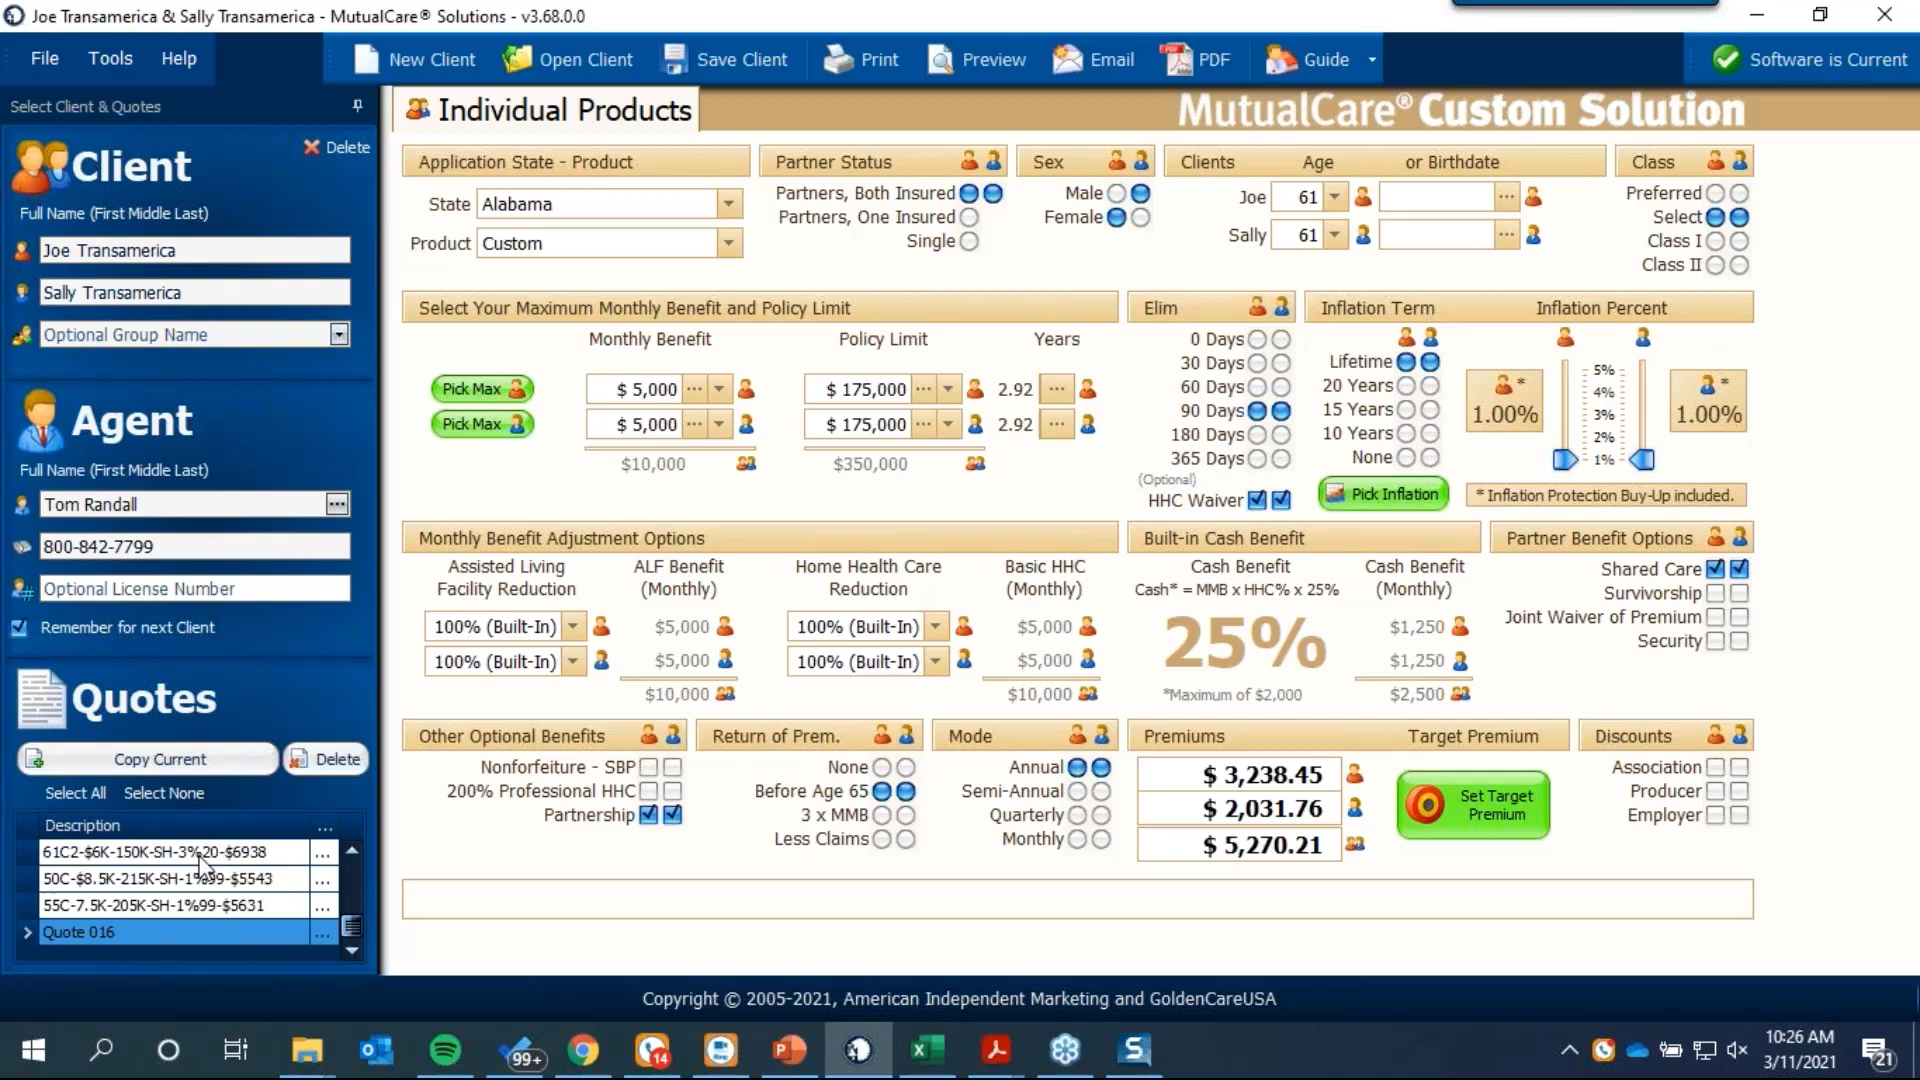 Joe Transamerica & Sally Transamerica - MutualCare® Solutions - v3.68.0.0
File Tools Help
New Client Open Client Save Client Print Preview Email PDF Guide Software is Current
Select Client & Quotes
Client
Delete
Full Name (First Middle Last)
Joe Transamerica
Sally Transamerica
Optional Group Name
Agent
Full Name (First Middle Last)
Tom Randall
800-842-7799
Optional License Number
Remember for next Client
Quotes
Copy Current Delete
Select All Select None
Description ...
61C2-$6K-150K-SH-3%20-$6938 ...
50C-$8.5K-215K-SH-1%99-$5543 ...
55C-7.5K-205K-SH-1%99-$5631 ...
Quote 016 ...
Individual Products
MutualCare® Custom Solution
Application State - Product
State Alabama
Product Custom
Partner Status
Partners, Both Insured
Partners, One Insured
Single
Sex
Male
Female
Clients Age or Birthdate
Joe 61 ...
Sally 61 ...
Class
Preferred
Select
Class I
Class II
Select Your Maximum Monthly Benefit and Policy Limit
Monthly Benefit Policy Limit Years
Pick Max $ 5,000 ... $ 175,000 ... 2.92 ...
Pick Max $ 5,000 ... $ 175,000 ... 2.92 ...
$10,000 $350,000
Elim
0 Days
30 Days
60 Days
90 Days
180 Days
365 Days
(Optional)
HHC Waiver
Inflation Term Inflation Percent
Lifetime
20 Years
15 Years
10 Years
None
Pick Inflation
*
1.00%
5%
4%
3%
2%
1%
*
1.00%
* Inflation Protection Buy-Up included.
Monthly Benefit Adjustment Options
Assisted Living ALF Benefit Home Health Care Basic HHC
Facility Reduction (Monthly) Reduction (Monthly)
100% (Built-In) $5,000 100% (Built-In) $5,000
100% (Built-In) $5,000 100% (Built-In) $5,000
$10,000 $10,000
Built-in Cash Benefit
Cash Benefit Cash Benefit
Cash* = MMB x HHC% x 25% (Monthly)
25% $1,250
$1,250
*Maximum of $2,000 $2,500
Partner Benefit Options
Shared Care
Survivorship
Joint Waiver of Premium
Security
Other Optional Benefits
Nonforfeiture - SBP
200% Professional HHC
Partnership
Return of Prem.
None
Before Age 65
3 x MMB
Less Claims
Mode
Annual
Semi-Annual
Quarterly
Monthly
Premiums Target Premium
$ 3,238.45
$ 2,031.76
$ 5,270.21
Set Target
Premium
Discounts
Association
Producer
Employer
Copyright © 2005-2021, American Independent Marketing and GoldenCareUSA
99+
14
10:26 AM
3/11/2021
21